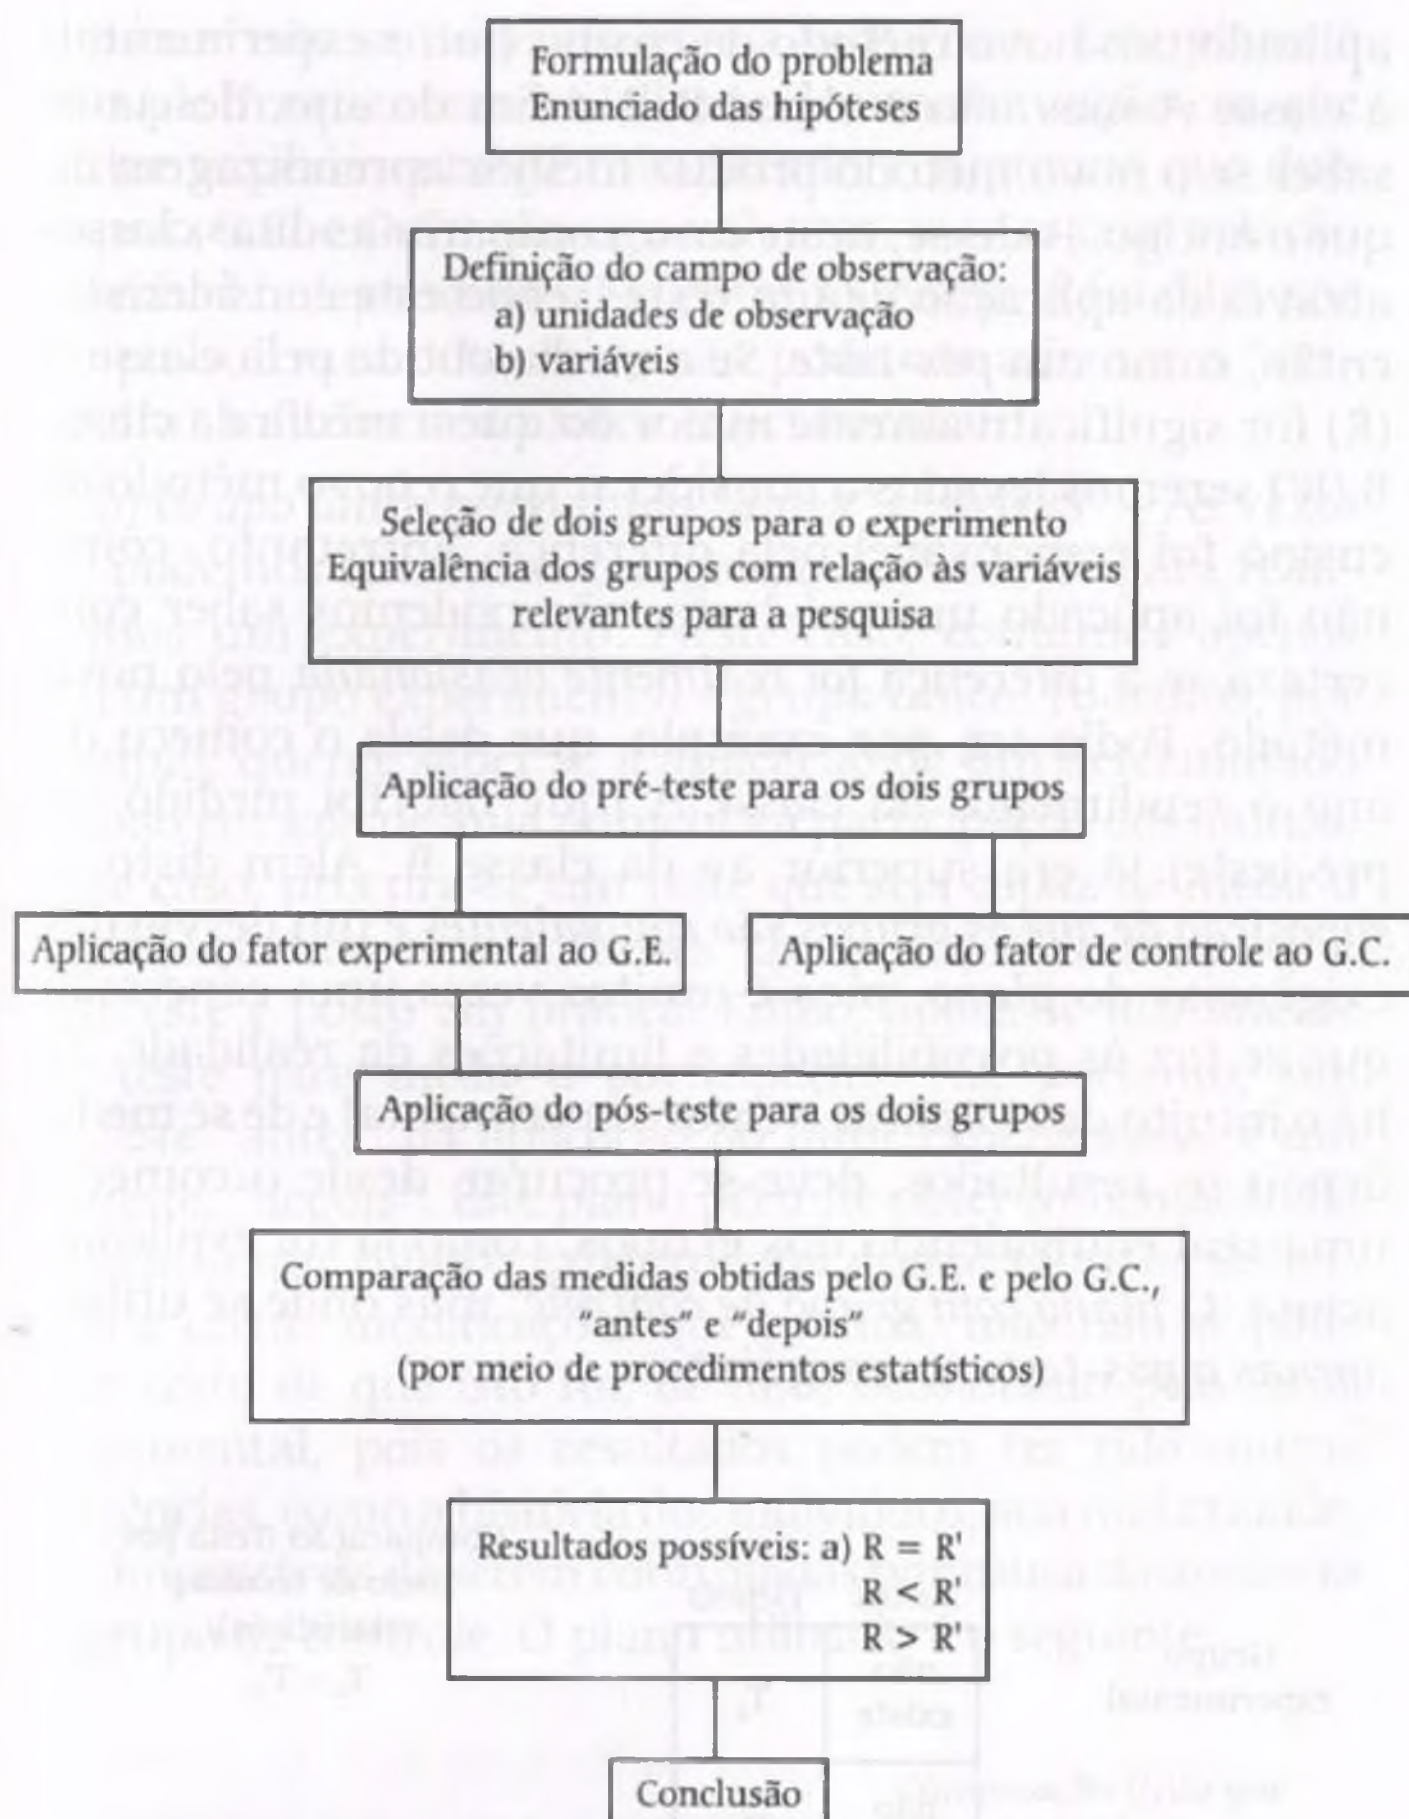 Formulação do problema
Enunciado das hipóteses
Definição do campo de observação:
a) unidades de observação
b) variáveis
Seleção de dois grupos para o experimento
Equivalência dos grupos com relação às variáveis
relevantes para a pesquisa
Aplicação do pré-teste para os dois grupos
Aplicação do fator experimental ao G.E.
Aplicação do fator de controle ao G.C.
Aplicação do pós-teste para os dois grupos
Comparação das medidas obtidas pelo G.E. e pelo G.C.,
"antes" e "depois"
(por meio de procedimentos estatísticos)
Resultados possíveis: a) R = R'
R < R'
R > R'
Conclusão